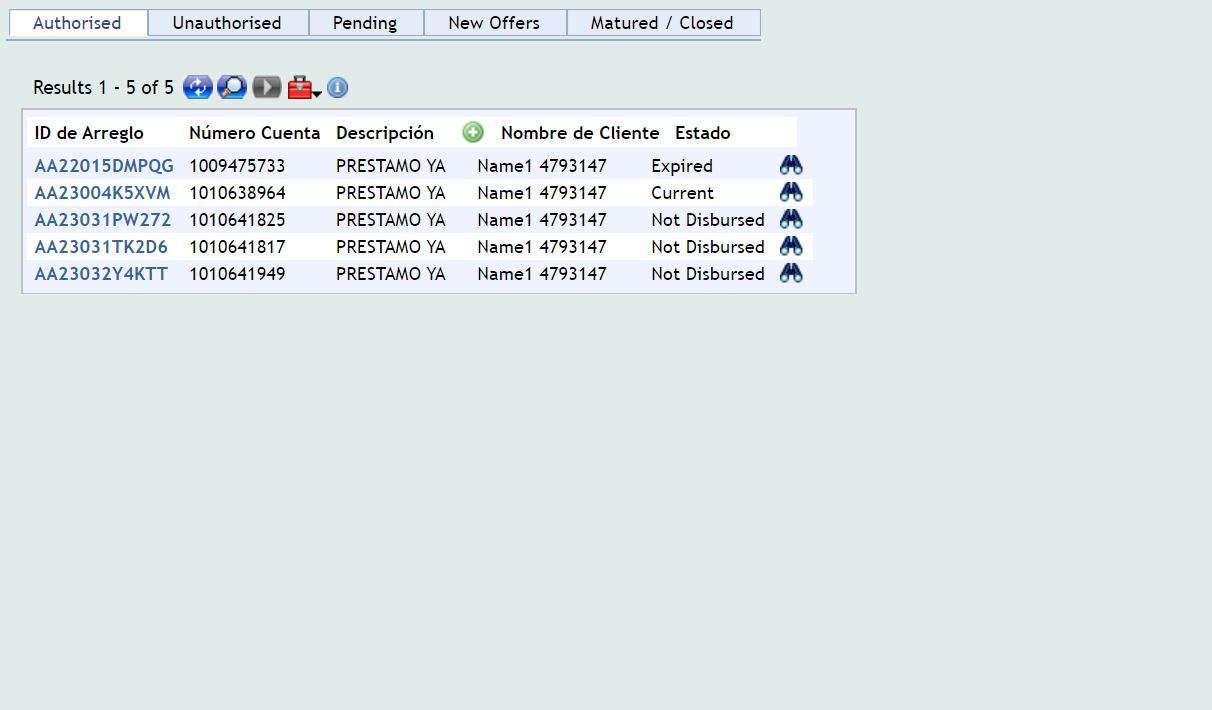 Authorised Unauthorised Pending New Offers Matured / Closed
Results 1 - 5 of 5
ID de Arreglo Número Cuenta Descripción Nombre de Cliente Estado
AA22015DMPQG 1009475733 PRESTAMO YA Name1 4793147 Expired
AA23004K5XVM 1010638964 PRESTAMO YA Name1 4793147 Current
AA23031PW272 1010641825 PRESTAMO YA Name1 4793147 Not Disbursed
AA23031TK2D6 1010641817 PRESTAMO YA Name1 4793147 Not Disbursed
AA23032Y4KTT 1010641949 PRESTAMO YA Name1 4793147 Not Disbursed